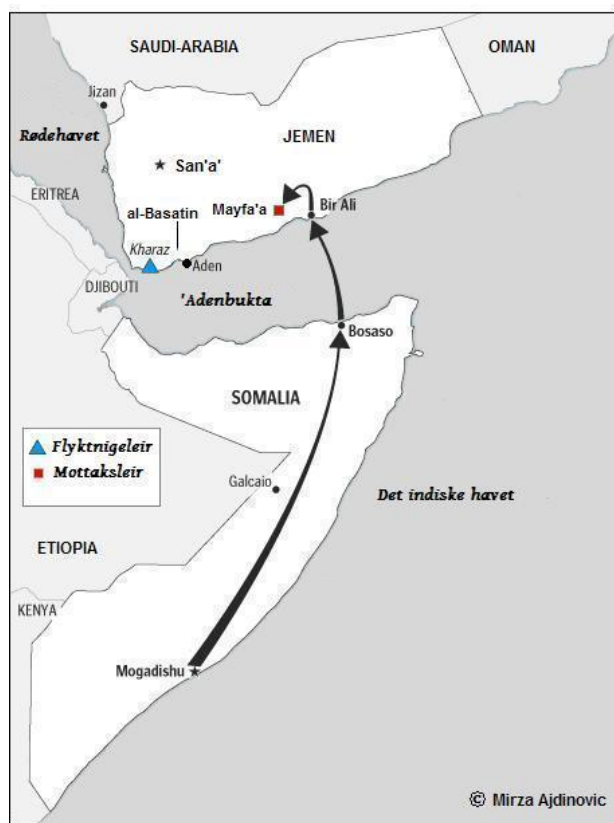 SAUDI-ARABIA
OMAN
Jizan
Rødehavet
JEMEN
San'a'
ERITREA
al-Basatin
Mayfa'a
Bir Ali
Kharaz
Aden
DJIBOUTI
'Adenbukta
Bosaso
SOMALIA
Flyktnigeleir
Mottaksleir
Galcaio
Det indiske havet
ETIOPIA
KENYA
Mogadishu
© Mirza Ajdinovic